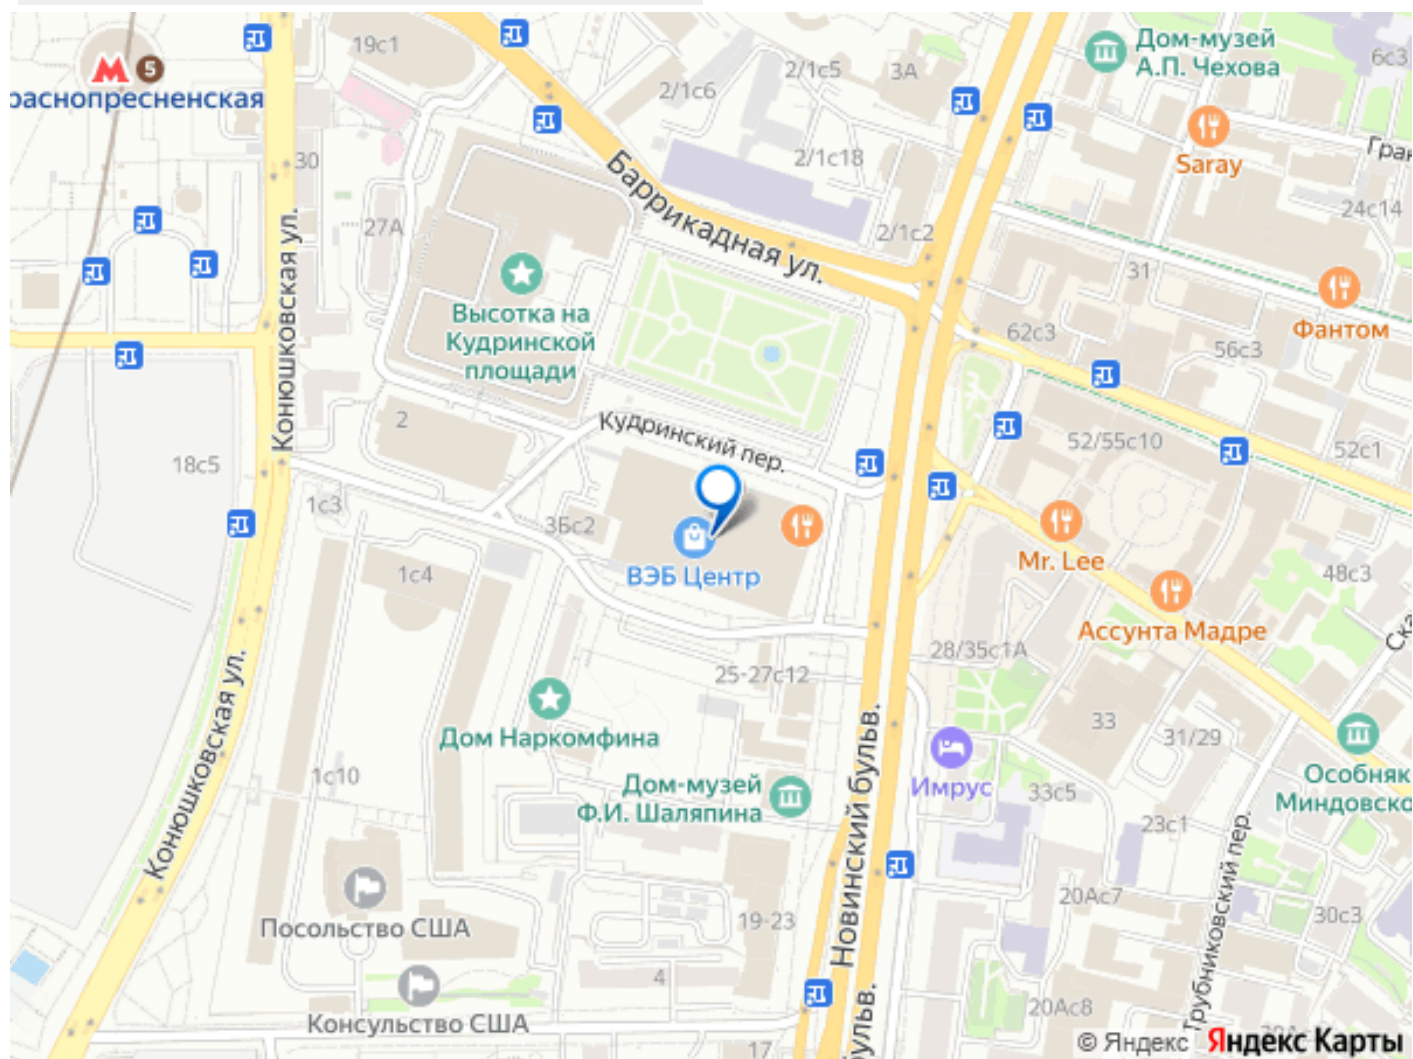 19с1
5
Краснопресненская
30
27А
2/1с6
2/1с5
3А
2/1с18
2/1с2
Дом-музей
А.П. Чехова
6с3
Saray
24с14
31
Фантом
62с3
56с3
52/55с10
52с1
Баррикадная ул.
Конюшковская ул.
Высотка на
Кудринской
площади
Кудринский пер.
2
18с5
1с3
3Бс2
1с4
ВЭБ Центр
Mr. Lee
48с3
Ассунта Мадре
28/35с1А
25-27с12
33
31/29
Конюшковская ул.
Дом Наркомфина
Дом-музей
Ф.И. Шаляпина
Новинский бульв.
Имрус
33с5
23с1
Особняк
Миндовско
1с10
Посольство США
Консульство США
19-23
4
17
20Ас7
20Ас8
30с3
Трубниковский пер.
бульв.
© Яндекс Яндекс Карты